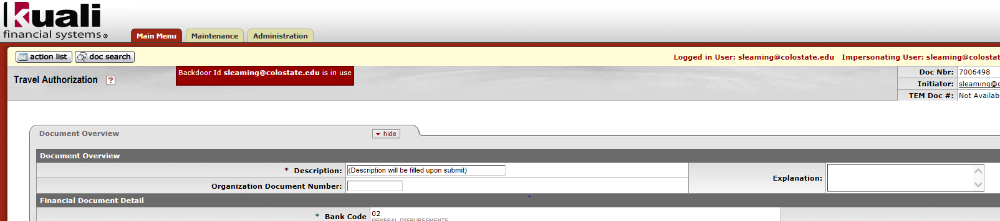 kuali
financial systems®
Main Menu Maintenance Administration
action list doc search
Logged in User: sleaming@colostate.edu Impersonating User: sleaming@colostat
Travel Authorization ?
Backdoor Id sleaming@colostate.edu is in use
Doc Nbr: 7006498
Initiator: sleaming@c
TEM Doc #: Not Availab
Document Overview hide
Document Overview
* Description: (Description will be filled upon submit)
Explanation:
Organization Document Number:
Financial Document Detail
* Bank Code 02
GENERAL DISBURSEMENTS